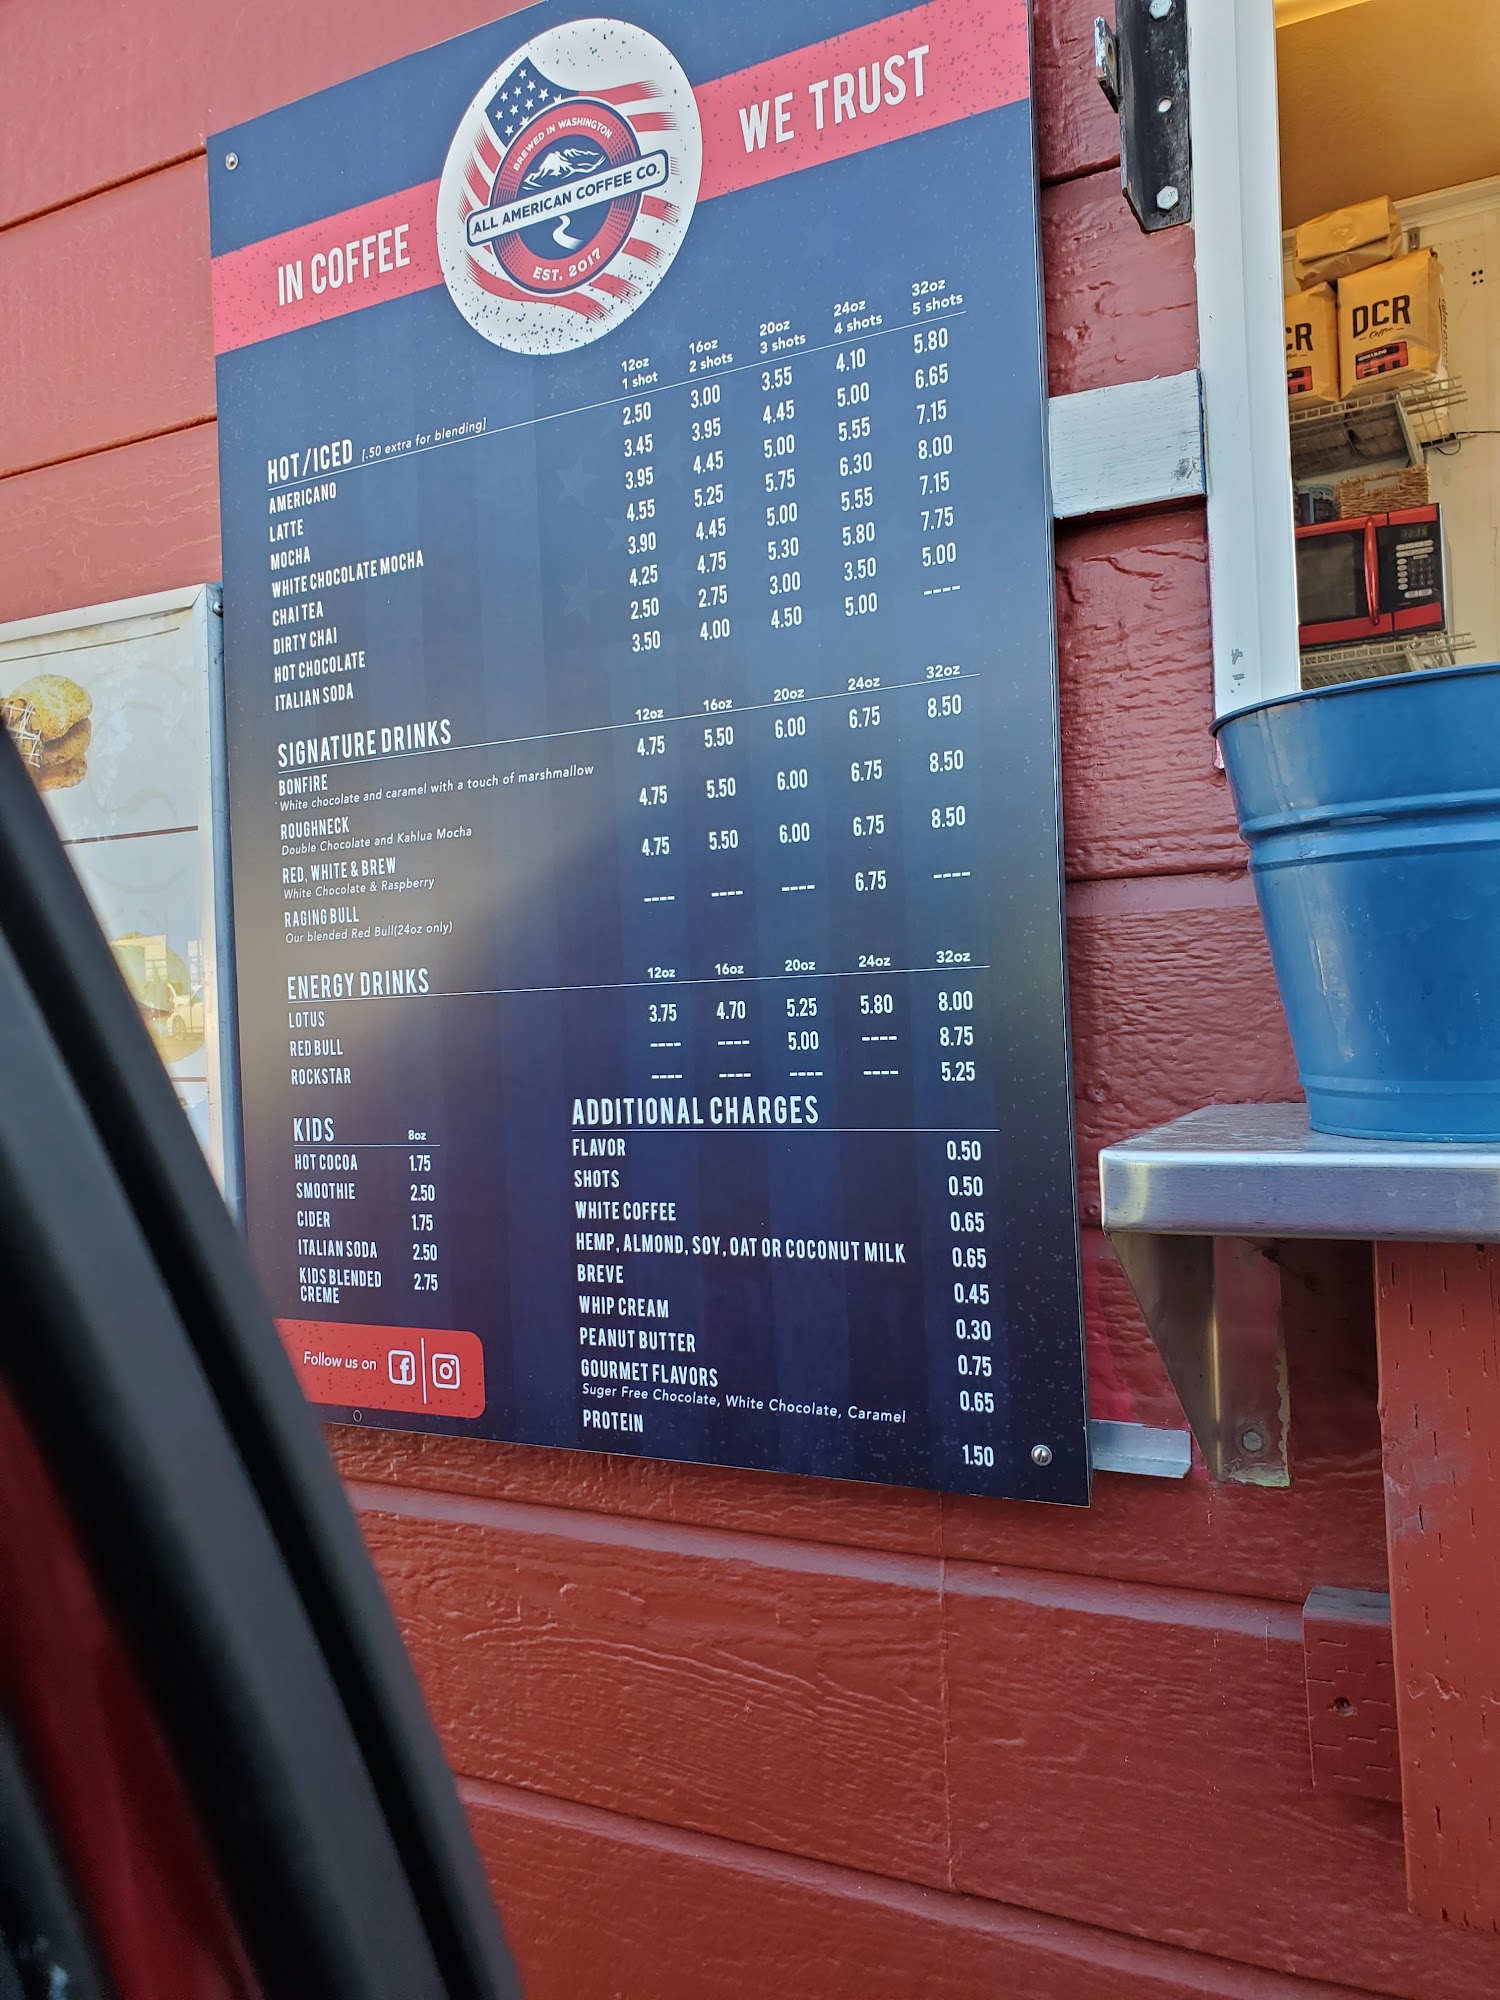 IN COFFEE
BREWED IN WASHINGTON
ALL AMERICAN COFFEE CO.
EST. 2017
WE TRUST
HOT/ICED [.50 extra for blending] 12oz 1 shot 16oz 2 shots 20oz 3 shots 24oz 4 shots 32oz 5 shots
AMERICANO 2.50 3.00 3.55 4.10 5.80
LATTE 3.45 3.95 4.45 5.00 6.65
MOCHA 3.95 4.45 5.00 5.55 7.15
WHITE CHOCOLATE MOCHA 4.55 5.25 5.75 6.30 8.00
CHAI TEA 3.90 4.45 5.00 5.55 7.15
DIRTY CHAI 4.25 4.75 5.30 5.80 7.75
HOT CHOCOLATE 2.50 2.75 3.00 3.50 5.00
ITALIAN SODA 3.50 4.00 4.50 5.00 ----
SIGNATURE DRINKS 12oz 16oz 20oz 24oz 32oz
BONFIRE 4.75 5.50 6.00 6.75 8.50
White chocolate and caramel with a touch of marshmallow
ROUGHNECK 4.75 5.50 6.00 6.75 8.50
Double Chocolate and Kahlua Mocha
RED, WHITE & BREW 4.75 5.50 6.00 6.75 8.50
White Chocolate & Raspberry
RAGING BULL ---- ---- ---- 6.75 ----
Our blended Red Bull(24oz only)
ENERGY DRINKS 12oz 16oz 20oz 24oz 32oz
LOTUS 3.75 4.70 5.25 5.80 8.00
RED BULL ---- ---- 5.00 ---- 8.75
ROCKSTAR ---- ---- ---- ---- 5.25
KIDS 8oz
HOT COCOA 1.75
SMOOTHIE 2.50
CIDER 1.75
ITALIAN SODA 2.50
KIDS BLENDED 2.75
CREME
Follow us on
ADDITIONAL CHARGES
FLAVOR 0.50
SHOTS 0.50
WHITE COFFEE 0.65
HEMP, ALMOND, SOY, OAT OR COCONUT MILK 0.65
BREVE 0.45
WHIP CREAM 0.30
PEANUT BUTTER 0.75
GOURMET FLAVORS 0.65
Suger Free Chocolate, White Chocolate, Caramel
PROTEIN 1.50
CR
DCR
Coffee